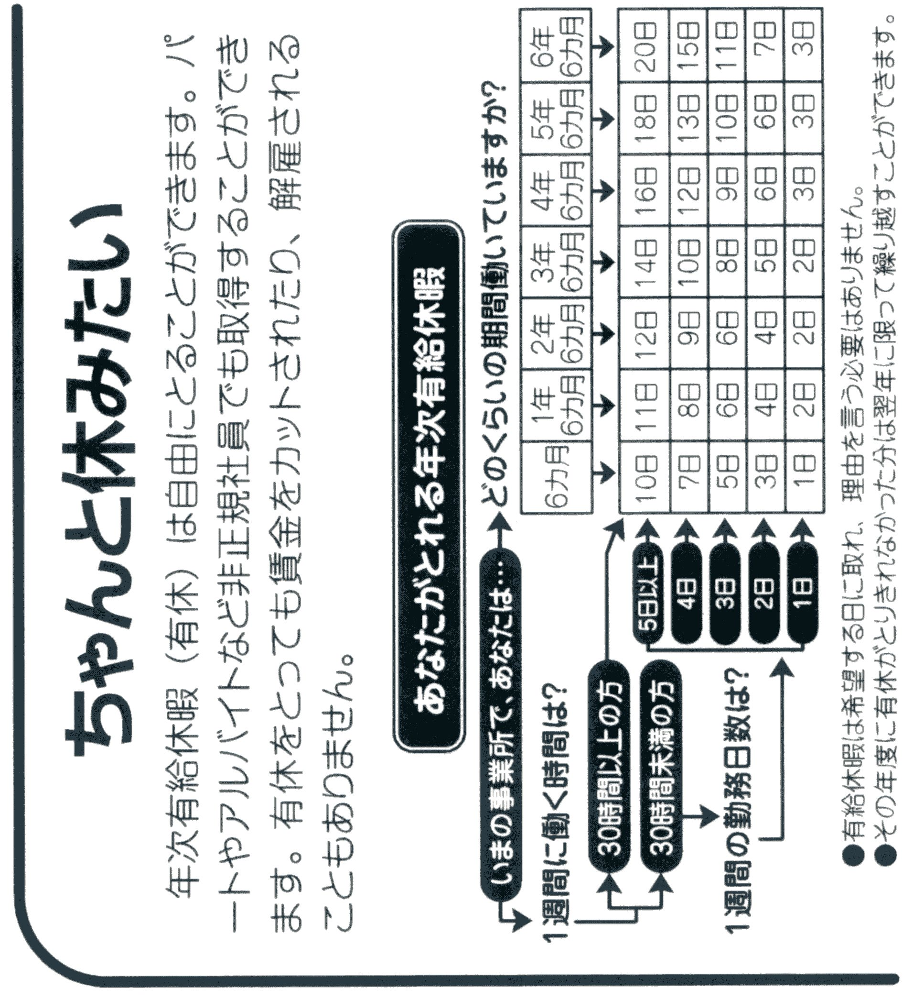 ちゃんと休みたい
年次有給休暇（有休）は自由にとることができます。パ
ートやアルバイトなど非正規社員でも取得することができ
ます。有休をとっても賃金をカットされたり、解雇される
こともありません。
あなたがとれる年次有給休暇
いまの事業所で、あなたは… どのくらいの期間働いていますか？
6カ月 1年6カ月 2年6カ月 3年6カ月 4年6カ月 5年6カ月 6年6カ月
1週間に働く時間は？
30時間以上の方
30時間未満の方
1週間の勤務日数は？
5日以上 10日 11日 12日 14日 16日 18日 20日
4日 7日 8日 9日 10日 12日 13日 15日
3日 5日 6日 6日 8日 9日 10日 11日
2日 3日 4日 4日 5日 6日 6日 7日
1日 1日 2日 2日 2日 3日 3日 3日
●有給休暇は希望する日に取れ、理由を言う必要はありません。
●その年度に有休がとりきれなかった分は翌年に限って繰り越すことができます。